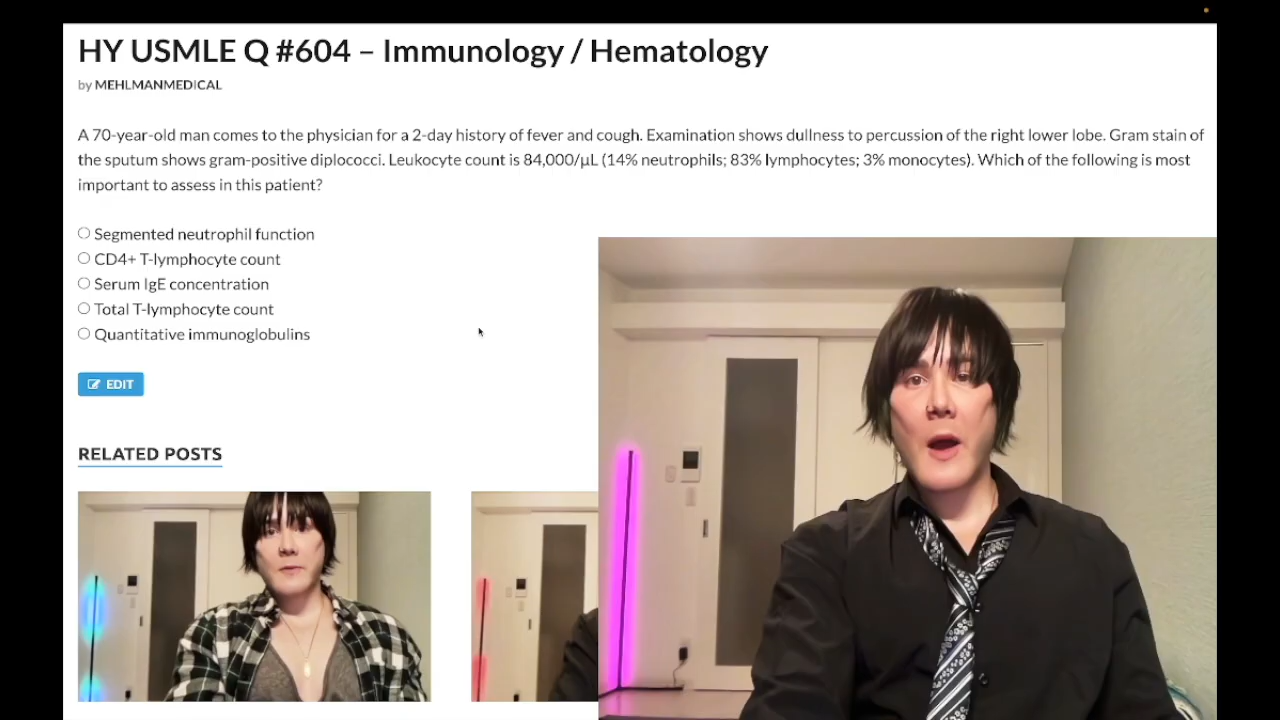 HY USMLE Q #604 – Immunology / Hematology
by MEHLMANMEDICAL
A 70-year-old man comes to the physician for a 2-day history of fever and cough. Examination shows dullness to percussion of the right lower lobe. Gram stain of
the sputum shows gram-positive diplococci. Leukocyte count is 84,000/μL (14% neutrophils; 83% lymphocytes; 3% monocytes). Which of the following is most
important to assess in this patient?
Segmented neutrophil function
CD4+ T-lymphocyte count
Serum IgE concentration
Total T-lymphocyte count
Quantitative immunoglobulins
EDIT
RELATED POSTS